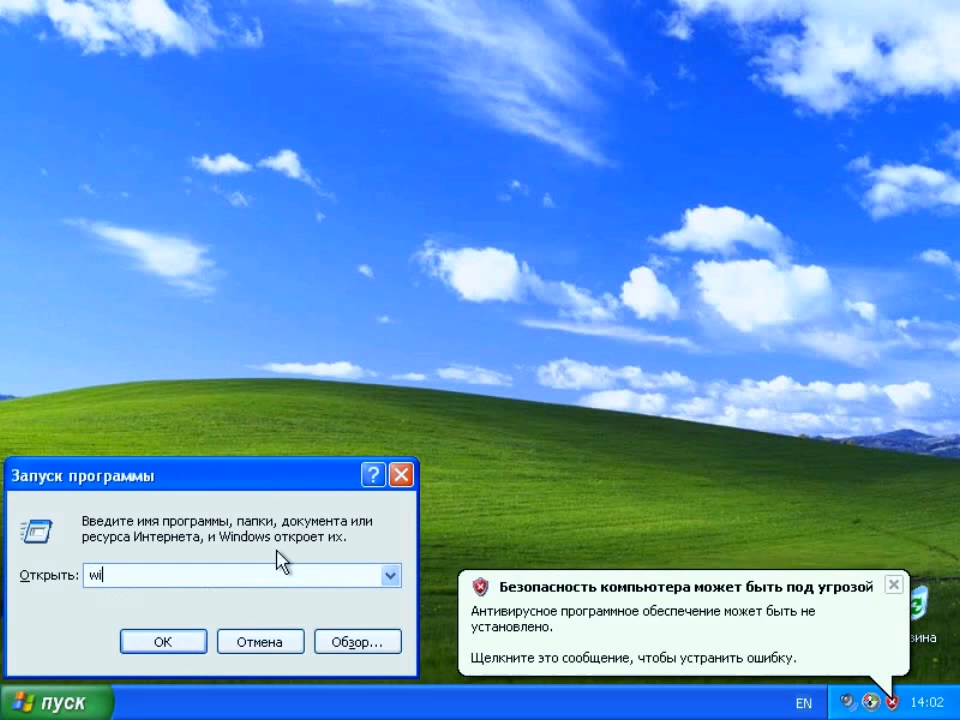 Запуск программы
Введите имя программы, папки, документа или
ресурса Интернета, и Windows откроет их.
Открыть: wi
ОК Отмена Обзор...
Безопасность компьютера может быть под угрозой
Антивирусное программное обеспечение может быть не
установлено.
Щелкните это сообщение, чтобы устранить ошибку.
пуск EN 14:02